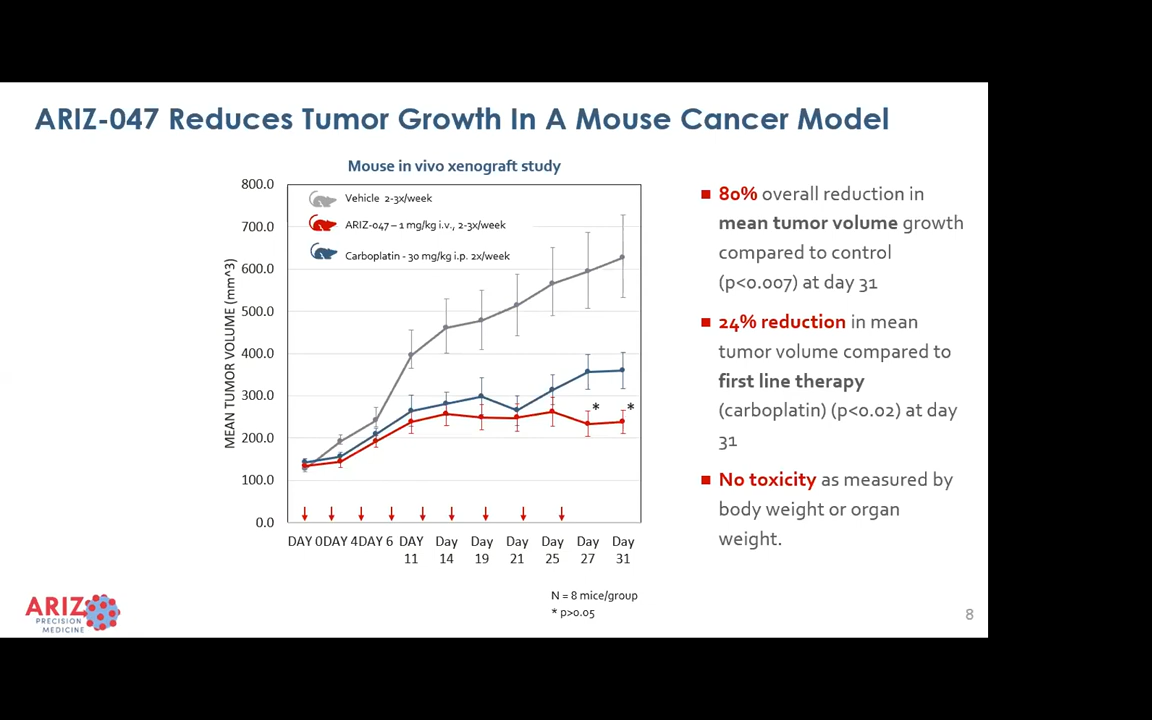 ARIZ-047 Reduces Tumor Growth In A Mouse Cancer Model
Mouse in vivo xenograft study
MEAN TUMOR VOLUME (mm^3)
800.0
700.0
600.0
500.0
400.0
300.0
200.0
100.0
0.0
Vehicle 2-3x/week
ARIZ-047 – 1 mg/kg i.v., 2-3x/week
Carboplatin - 30 mg/kg i.p. 2x/week
* *
DAY 0 DAY 4 DAY 6 DAY 11 Day 14 Day 19 Day 21 Day 25 Day 27 Day 31
N = 8 mice/group
* p>0.05
80% overall reduction in
mean tumor volume growth
compared to control
(p<0.007) at day 31
24% reduction in mean
tumor volume compared to
first line therapy
(carboplatin) (p<0.02) at day
31
No toxicity as measured by
body weight or organ
weight.
ARIZ
PRECISION
MEDICINE
8